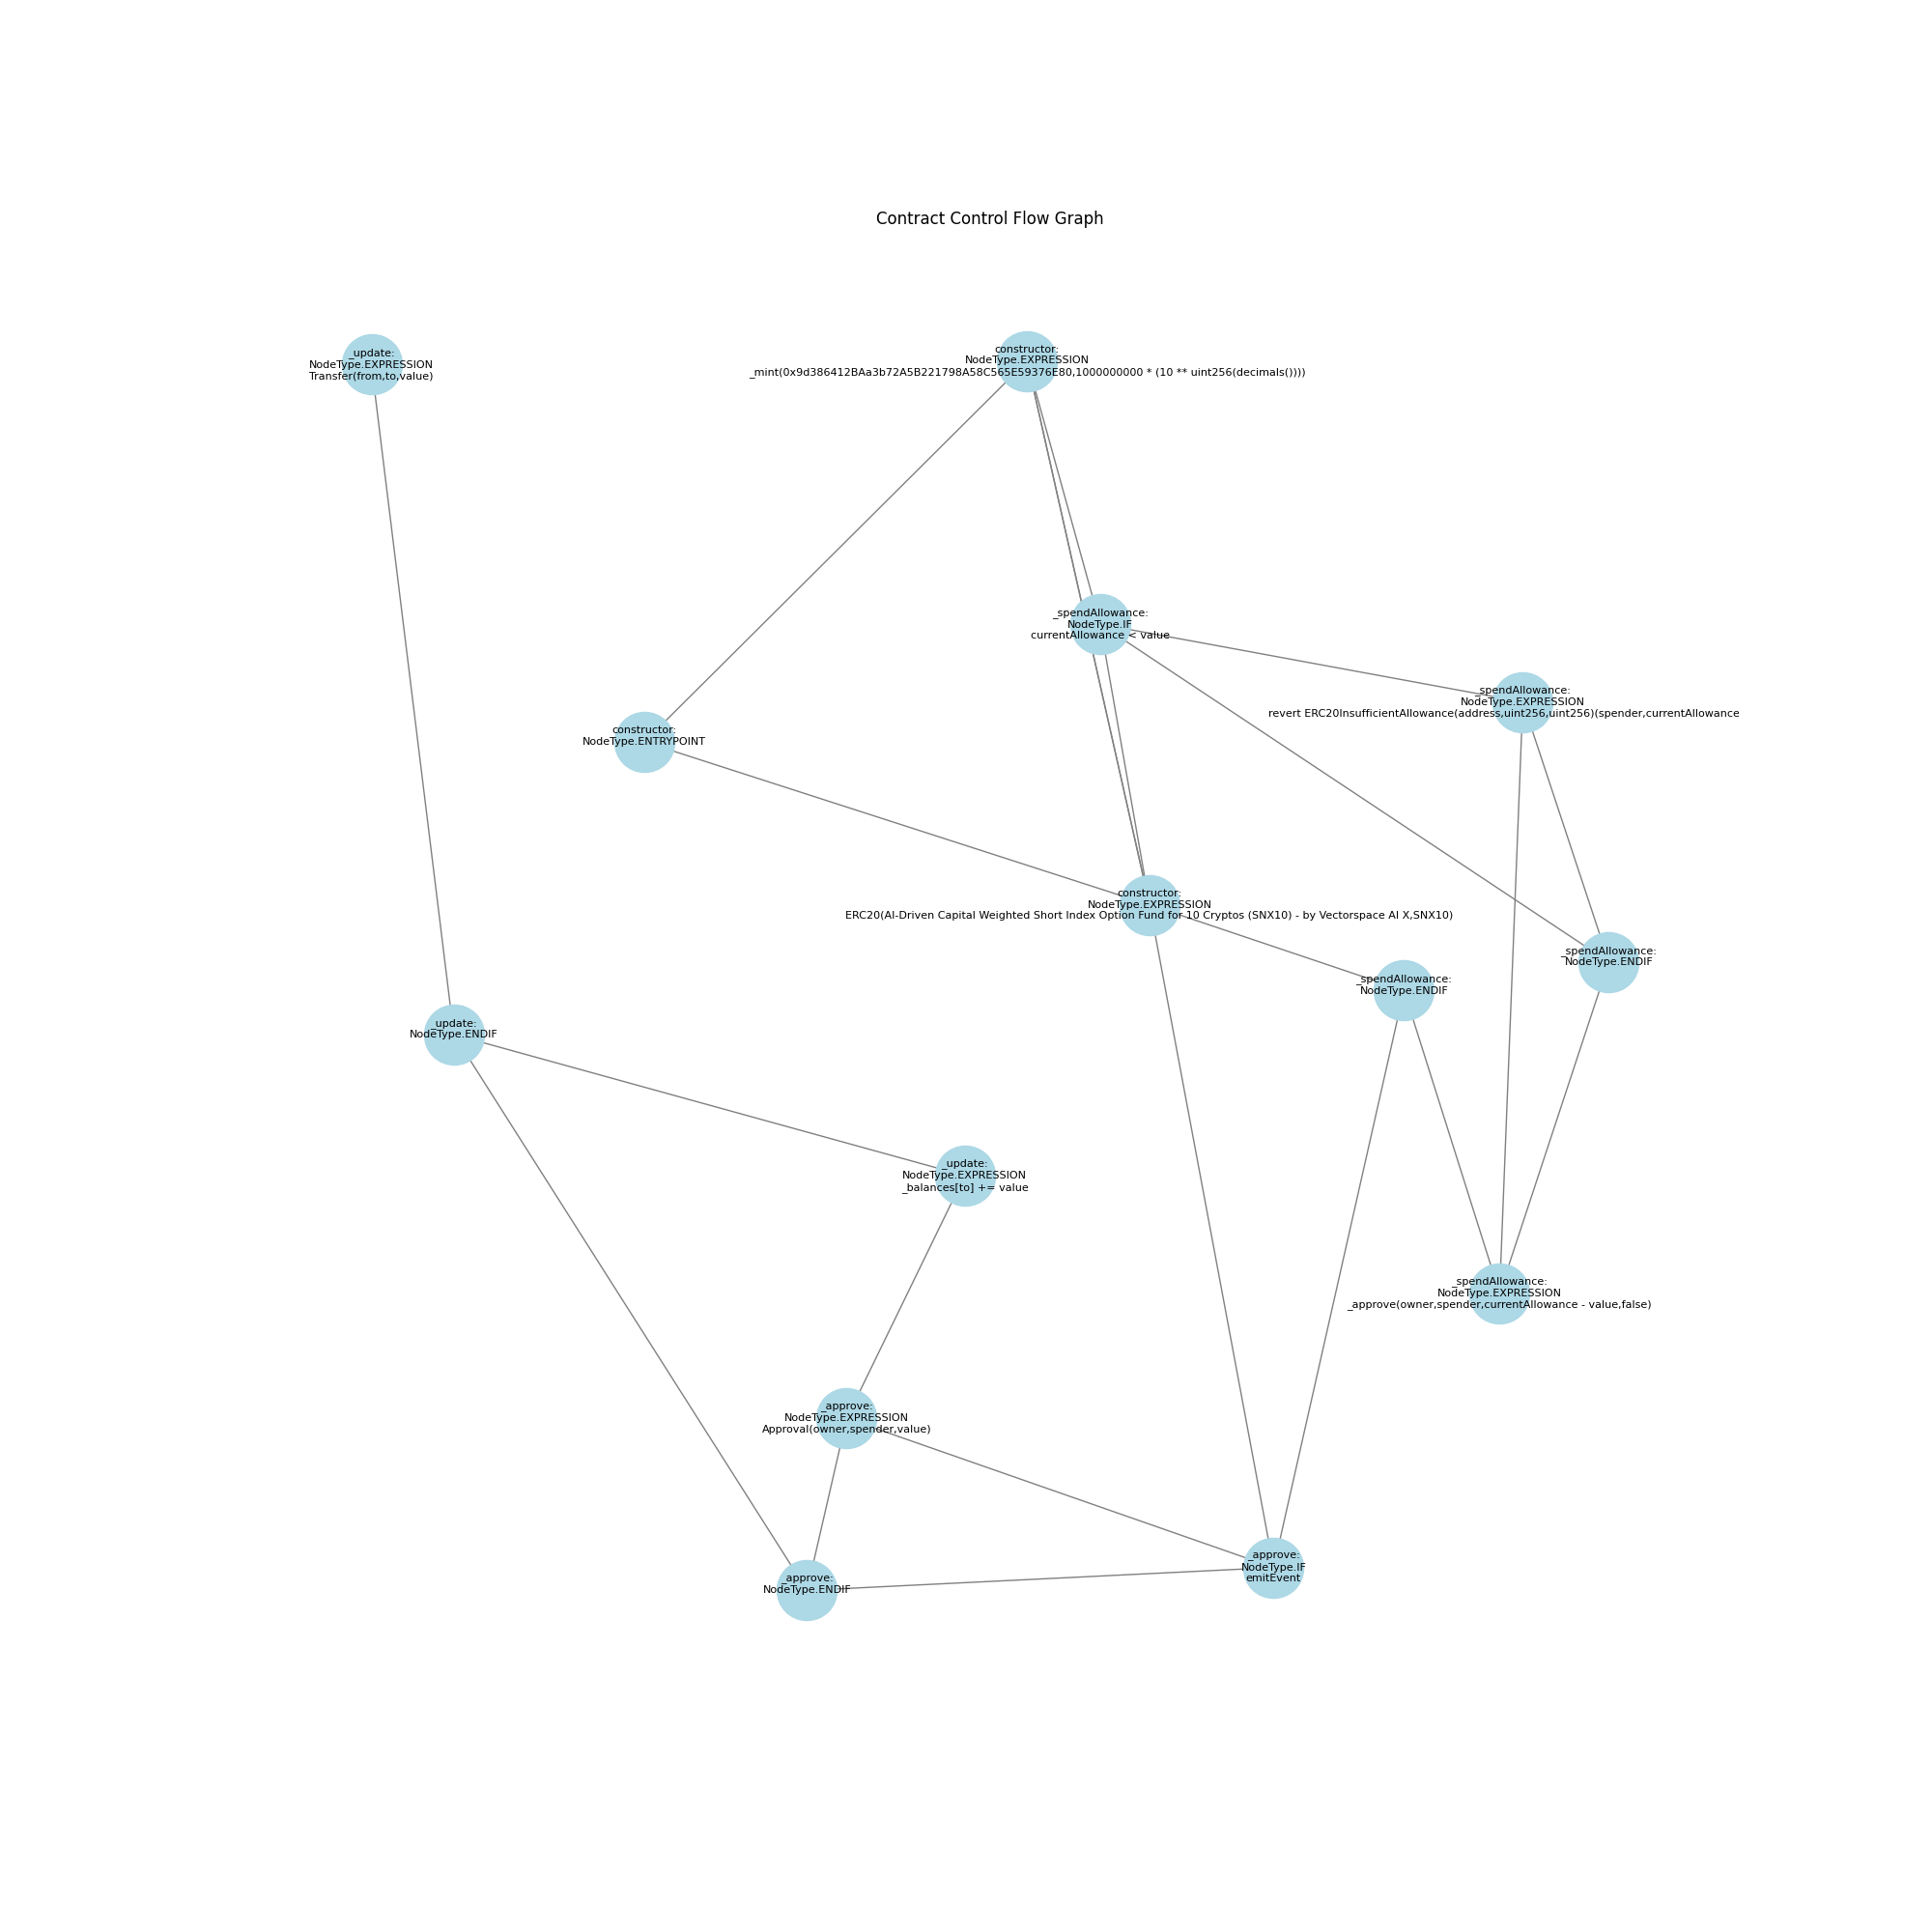 Contract Control Flow Graph
_update:
NodeType.EXPRESSION
Transfer(from,to,value)
constructor:
NodeType.EXPRESSION
_mint(0x9d386412BAa3b72A5B221798A58C565E59376E80,1000000000 * (10 ** uint256(decimals())))
_spendAllowance:
NodeType.IF
currentAllowance < value
_spendAllowance:
NodeType.EXPRESSION
revert ERC20InsufficientAllowance(address,uint256,uint256)(spender,currentAllowance
constructor:
NodeType.ENTRYPOINT
constructor:
NodeType.EXPRESSION
ERC20(AI-Driven Capital Weighted Short Index Option Fund for 10 Cryptos (SNX10) - by Vectorspace AI X,SNX10)
_spendAllowance:
NodeType.ENDIF
_spendAllowance:
NodeType.ENDIF
_update:
NodeType.ENDIF
_update:
NodeType.EXPRESSION
_balances[to] += value
_spendAllowance:
NodeType.EXPRESSION
_approve(owner,spender,currentAllowance - value,false)
_approve:
NodeType.EXPRESSION
Approval(owner,spender,value)
_approve:
NodeType.IF
emitEvent
_approve:
NodeType.ENDIF